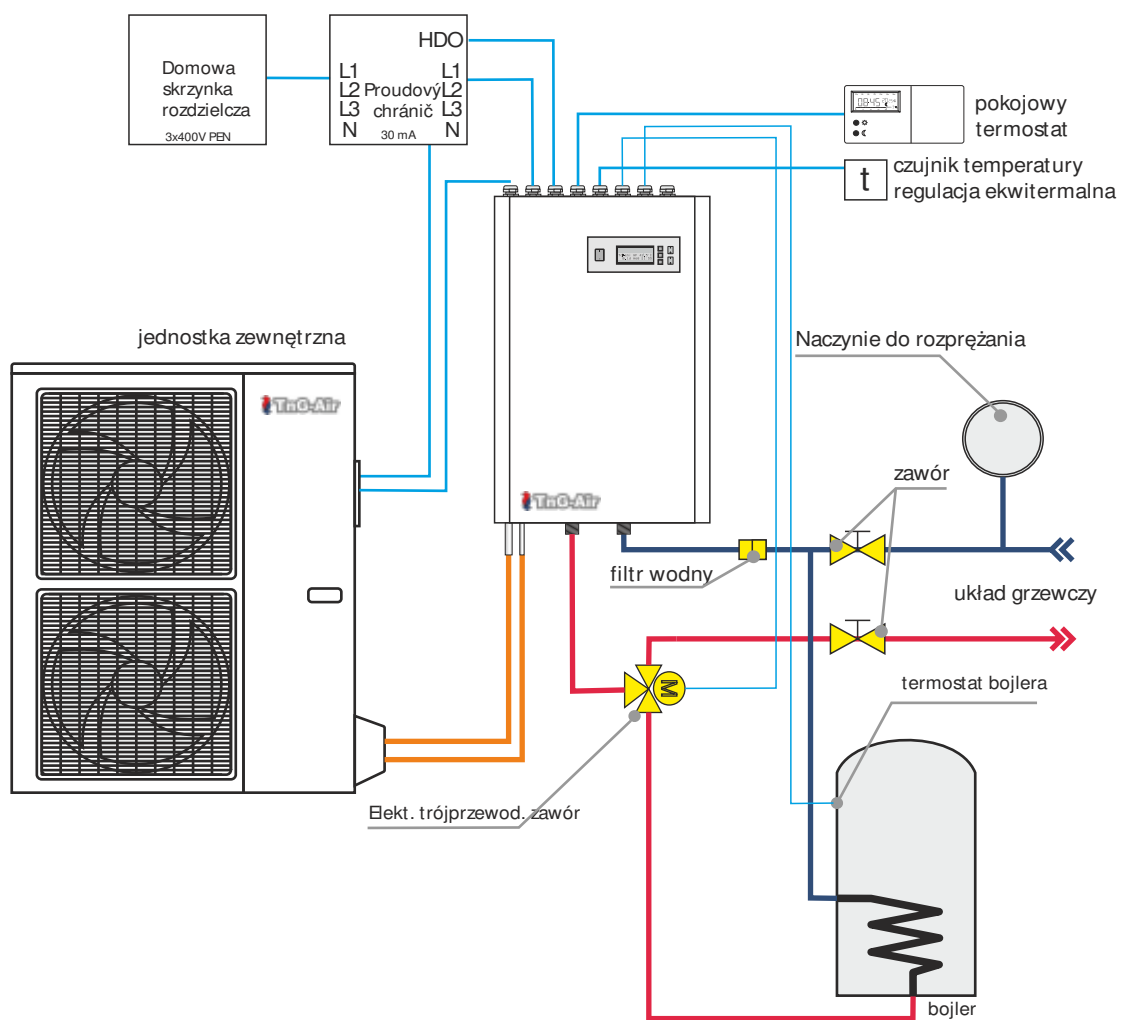 Domowa
skrzynka
rozdzielcza
3x400V PEN
HDO
L1 L1
L2 Proudový L2
L3 chránič L3
N 30 mA N
08:45
pokojowy
termostat
t
czujnik temperatury
regulacja ekwitermalna
jednostka zewnętrzna
TnG-Air
TnG-Air
Naczynie do rozprężania
zawór
filtr wodny
układ grzewczy
M
termostat bojlera
Elekt. trójprzewod. zawór
bojler